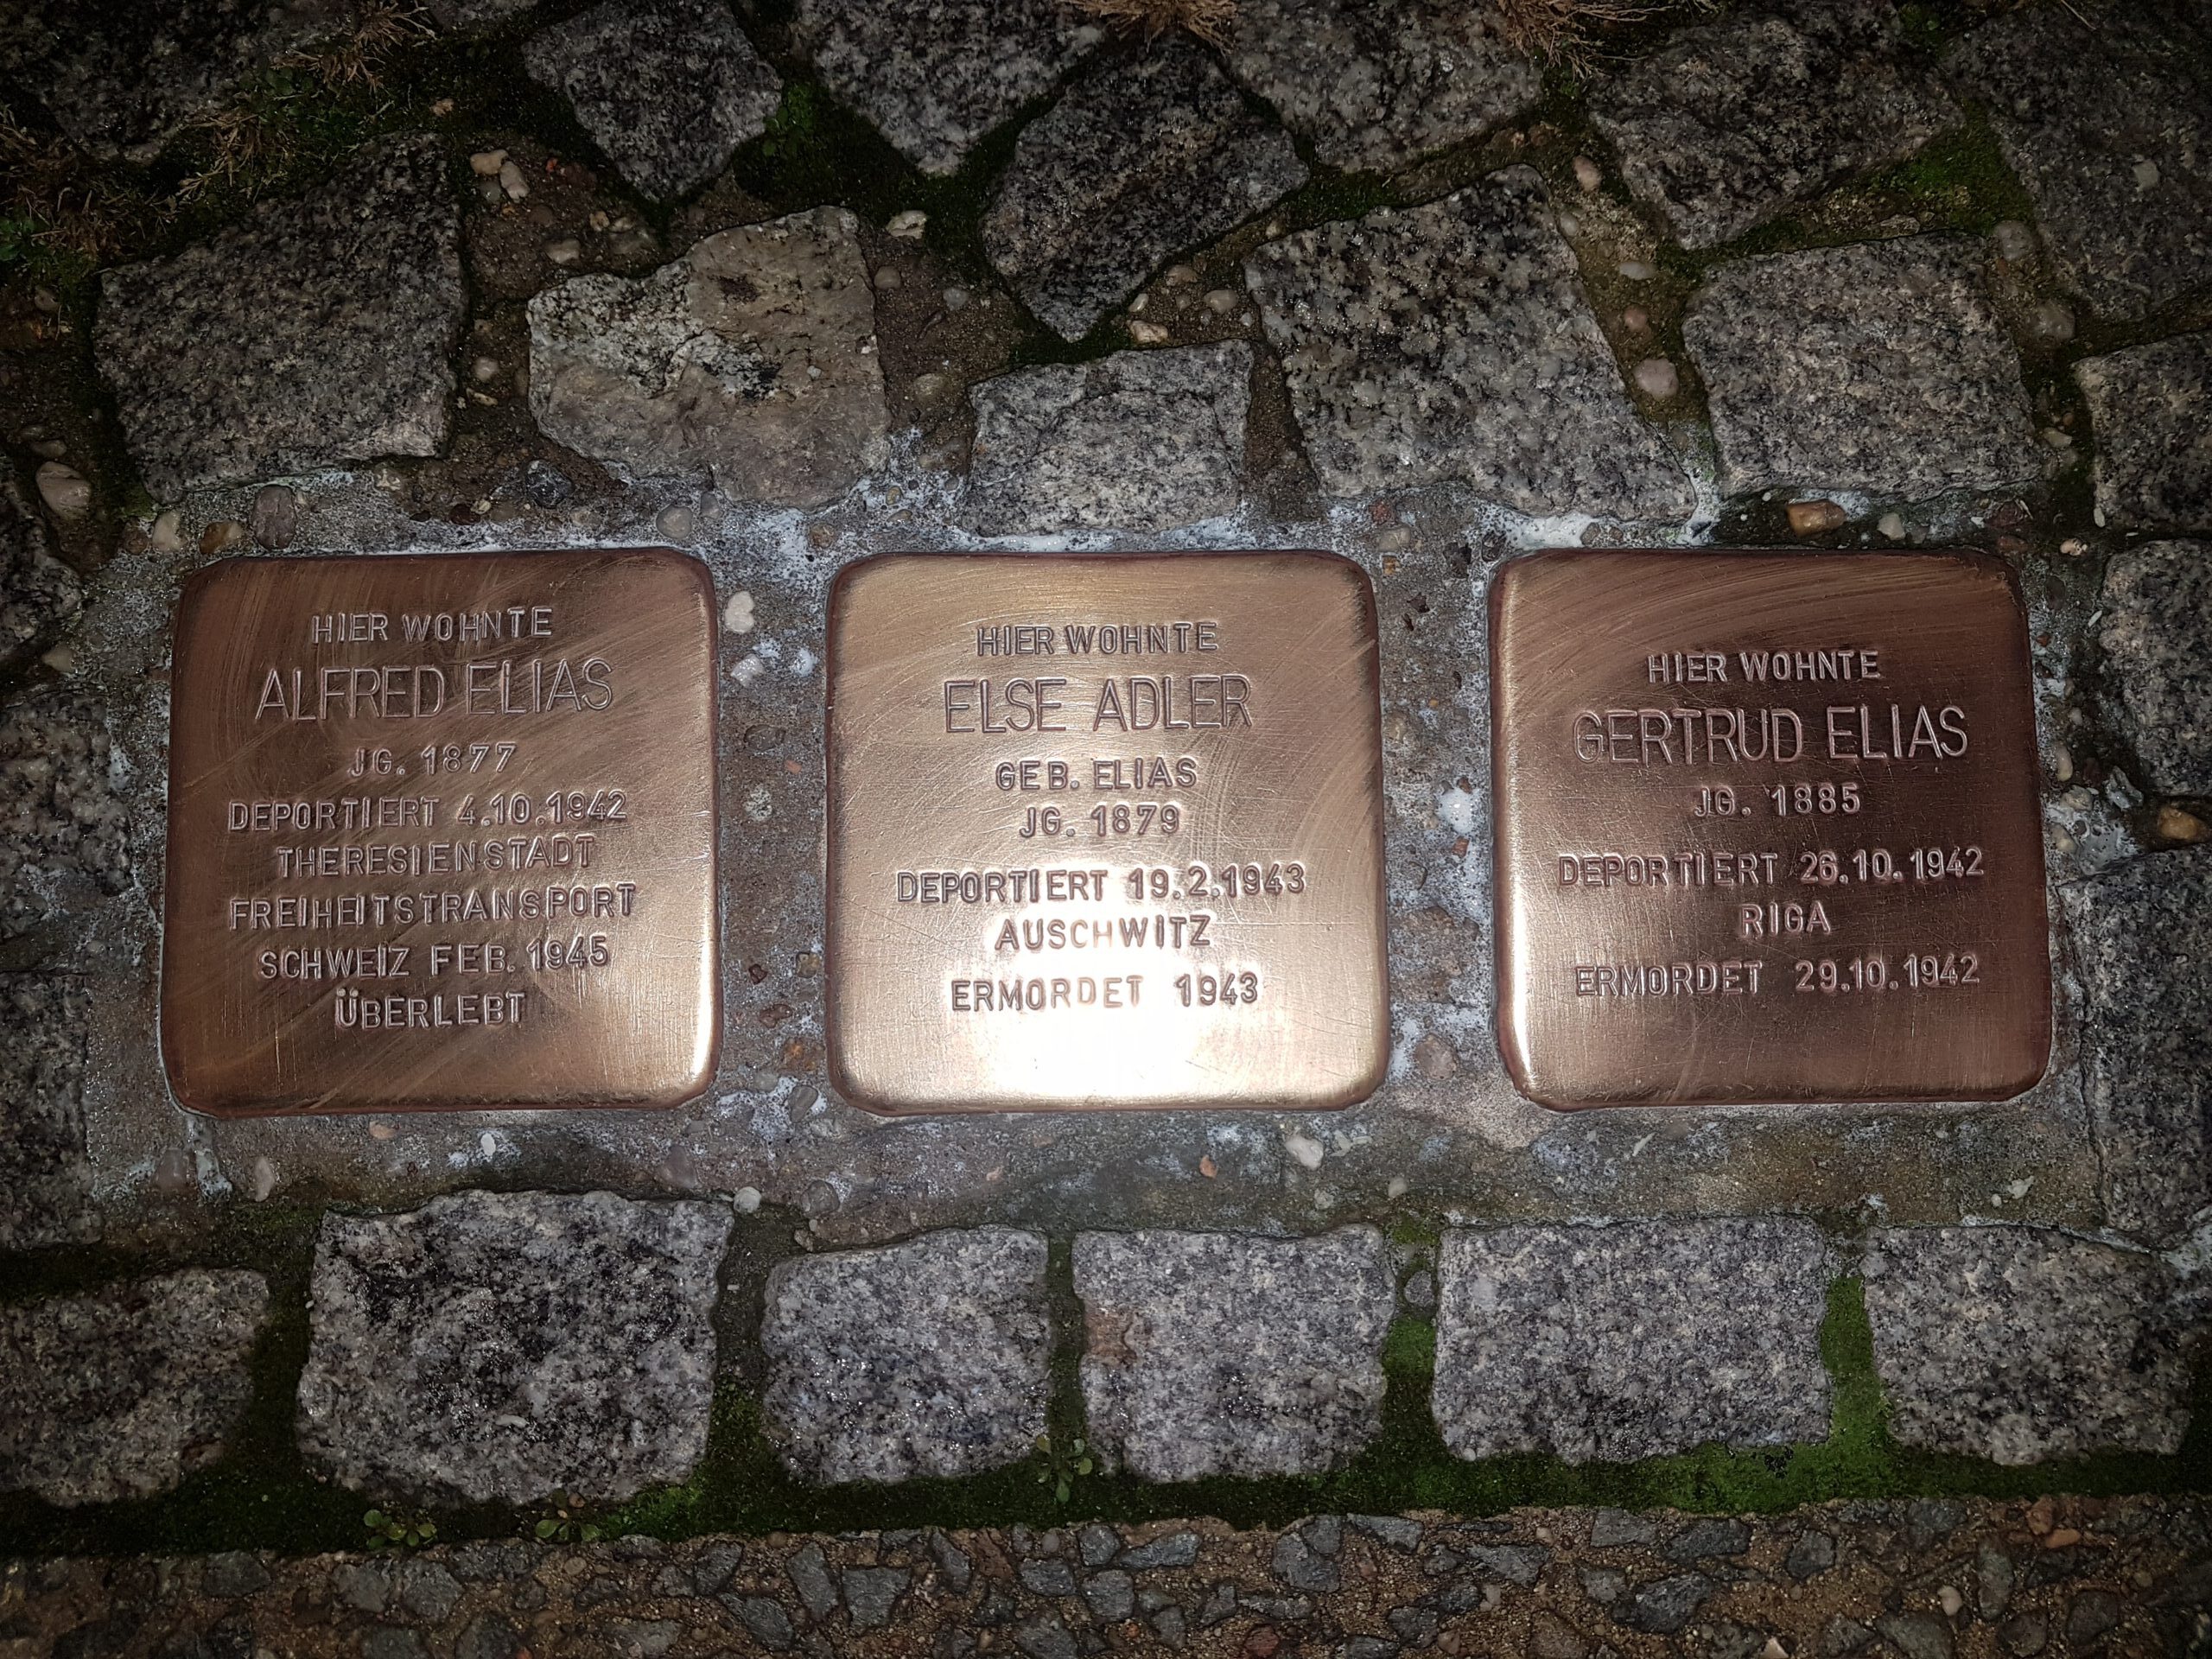 HIER WOHNTE
ALFRED ELIAS
JG. 1877
DEPORTIERT 4.10.1942
THERESIENSTADT
FREIHEITSTRANSPORT
SCHWEIZ FEB. 1945
ÜBERLEBT
HIER WOHNTE
ELSE ADLER
GEB. ELIAS
JG. 1879
DEPORTIERT 19.2.1943
AUSCHWITZ
ERMORDET 1943
HIER WOHNTE
GERTRUD ELIAS
JG. 1885
DEPORTIERT 26.10.1942
RIGA
ERMORDET 29.10.1942